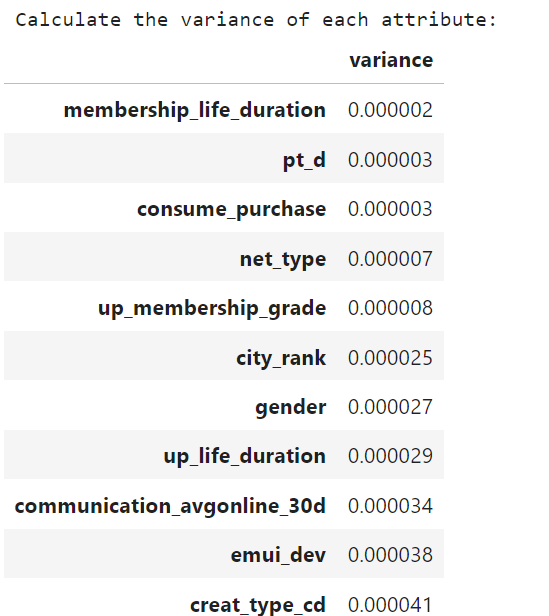 Calculate the variance of each attribute:
variance
membership_life_duration 0.000002
pt_d 0.000003
consume_purchase 0.000003
net_type 0.000007
up_membership_grade 0.000008
city_rank 0.000025
gender 0.000027
up_life_duration 0.000029
communication_avgonline_30d 0.000034
emui_dev 0.000038
creat_type_cd 0.000041